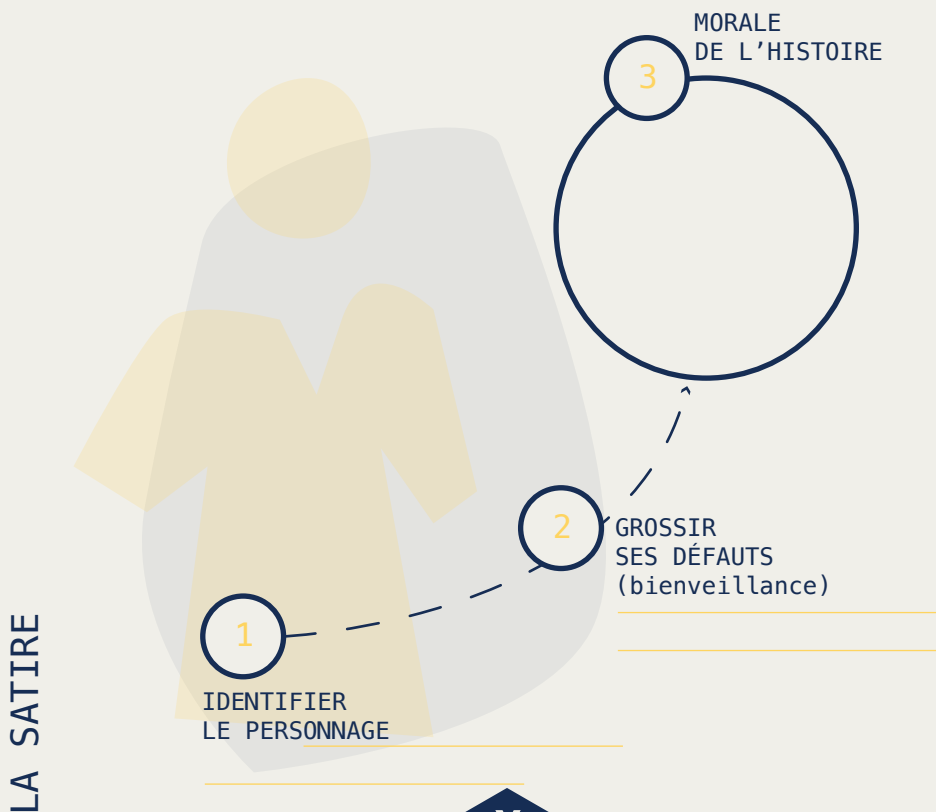 MORALE
DE L’HISTOIRE
3
2
GROSSIR
SES DÉFAUTS
(bienveillance)
1
IDENTIFIER
LE PERSONNAGE
LA SATIRE